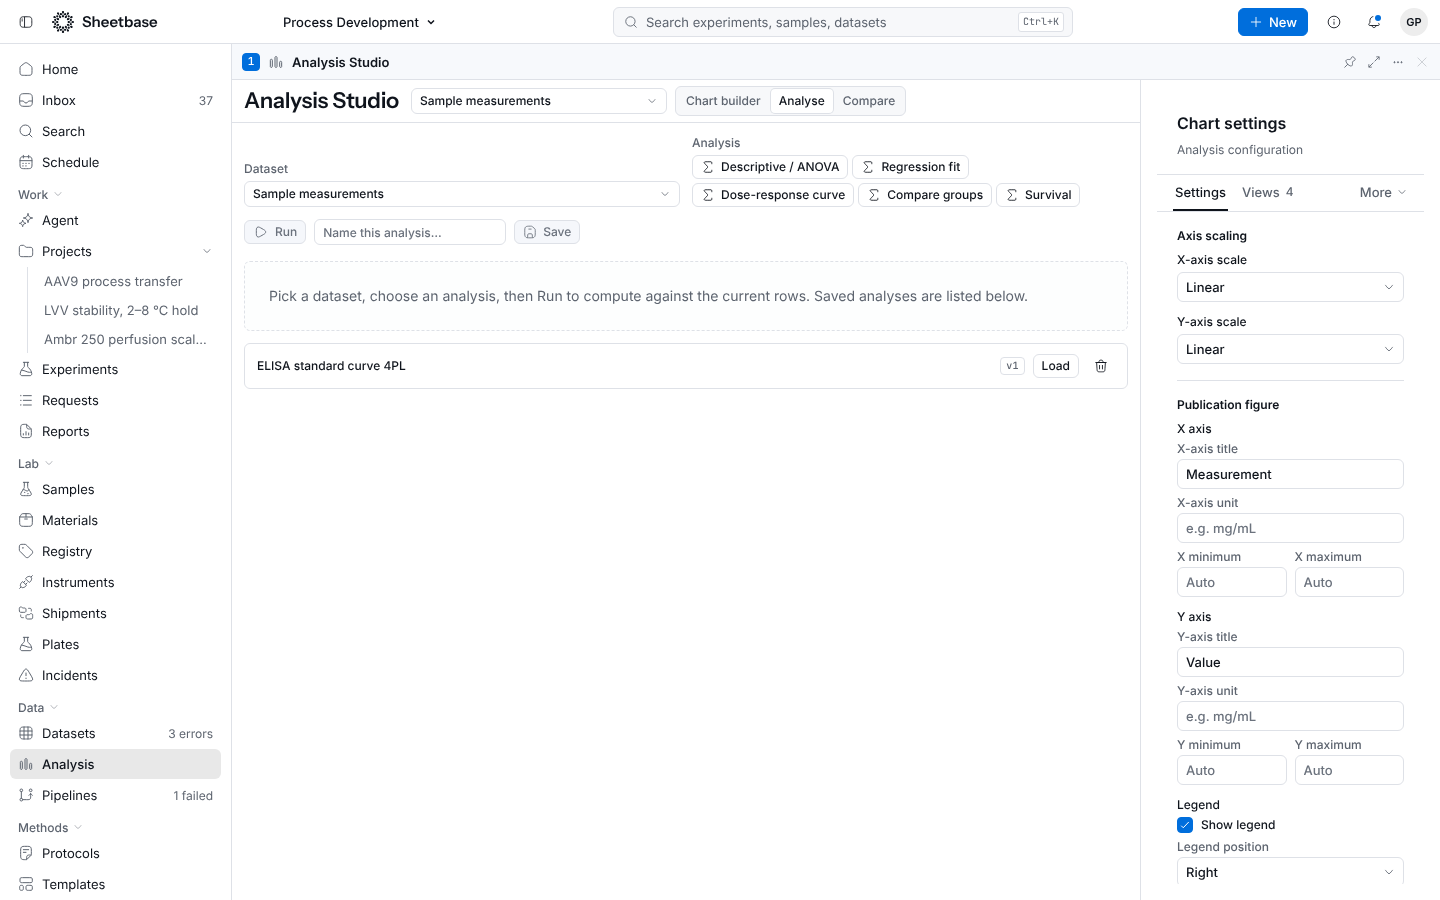 Sheetbase
Process Development
Search experiments, samples, datasets
Ctrl+K
New
GP
Home
Inbox 37
Search
Schedule
Work
Agent
Projects
AAV9 process transfer
LVV stability, 2–8 °C hold
Ambr 250 perfusion scal...
Experiments
Requests
Reports
Lab
Samples
Materials
Registry
Instruments
Shipments
Plates
Incidents
Data
Datasets 3 errors
Analysis
Pipelines 1 failed
Methods
Protocols
Templates
1 Analysis Studio
Analysis Studio
Sample measurements
Chart builder Analyse Compare
Dataset
Sample measurements
Analysis
Descriptive / ANOVA Regression fit
Dose-response curve Compare groups Survival
Run Name this analysis... Save
Pick a dataset, choose an analysis, then Run to compute against the current rows. Saved analyses are listed below.
ELISA standard curve 4PL v1 Load
Chart settings
Analysis configuration
Settings Views 4 More
Axis scaling
X-axis scale
Linear
Y-axis scale
Linear
Publication figure
X axis
X-axis title
Measurement
X-axis unit
e.g. mg/mL
X minimum X maximum
Auto Auto
Y axis
Y-axis title
Value
Y-axis unit
e.g. mg/mL
Y minimum Y maximum
Auto Auto
Legend
Show legend
Legend position
Right